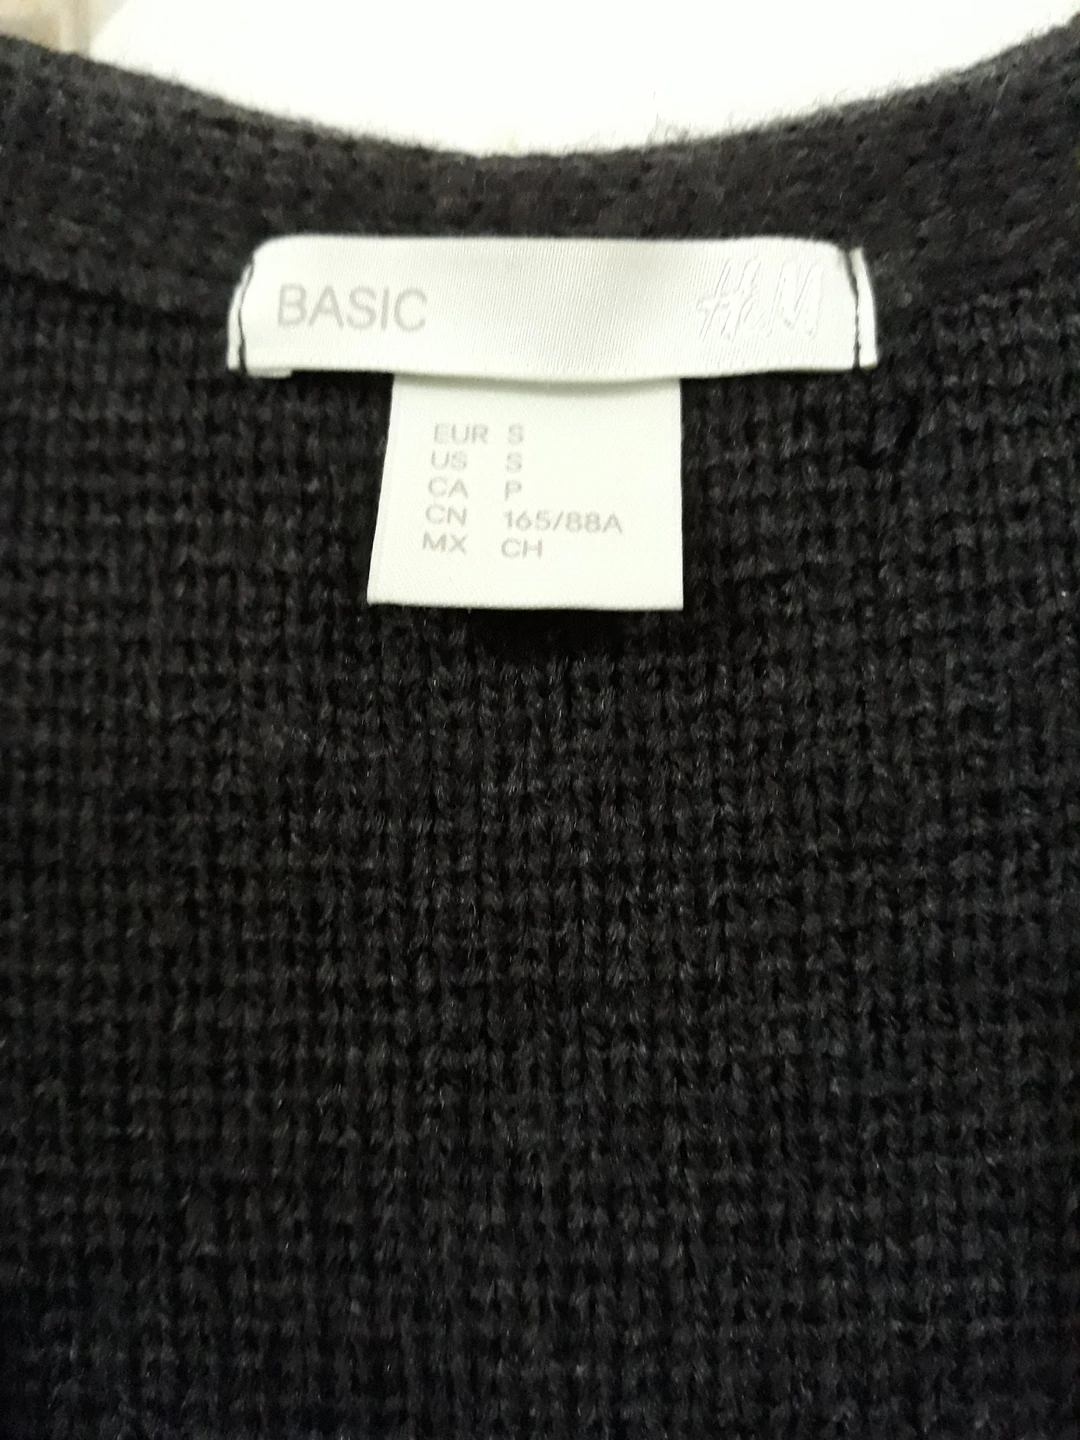 BASIC H&M
EUR S
US S
CA P
CN 165/88A
MX CH